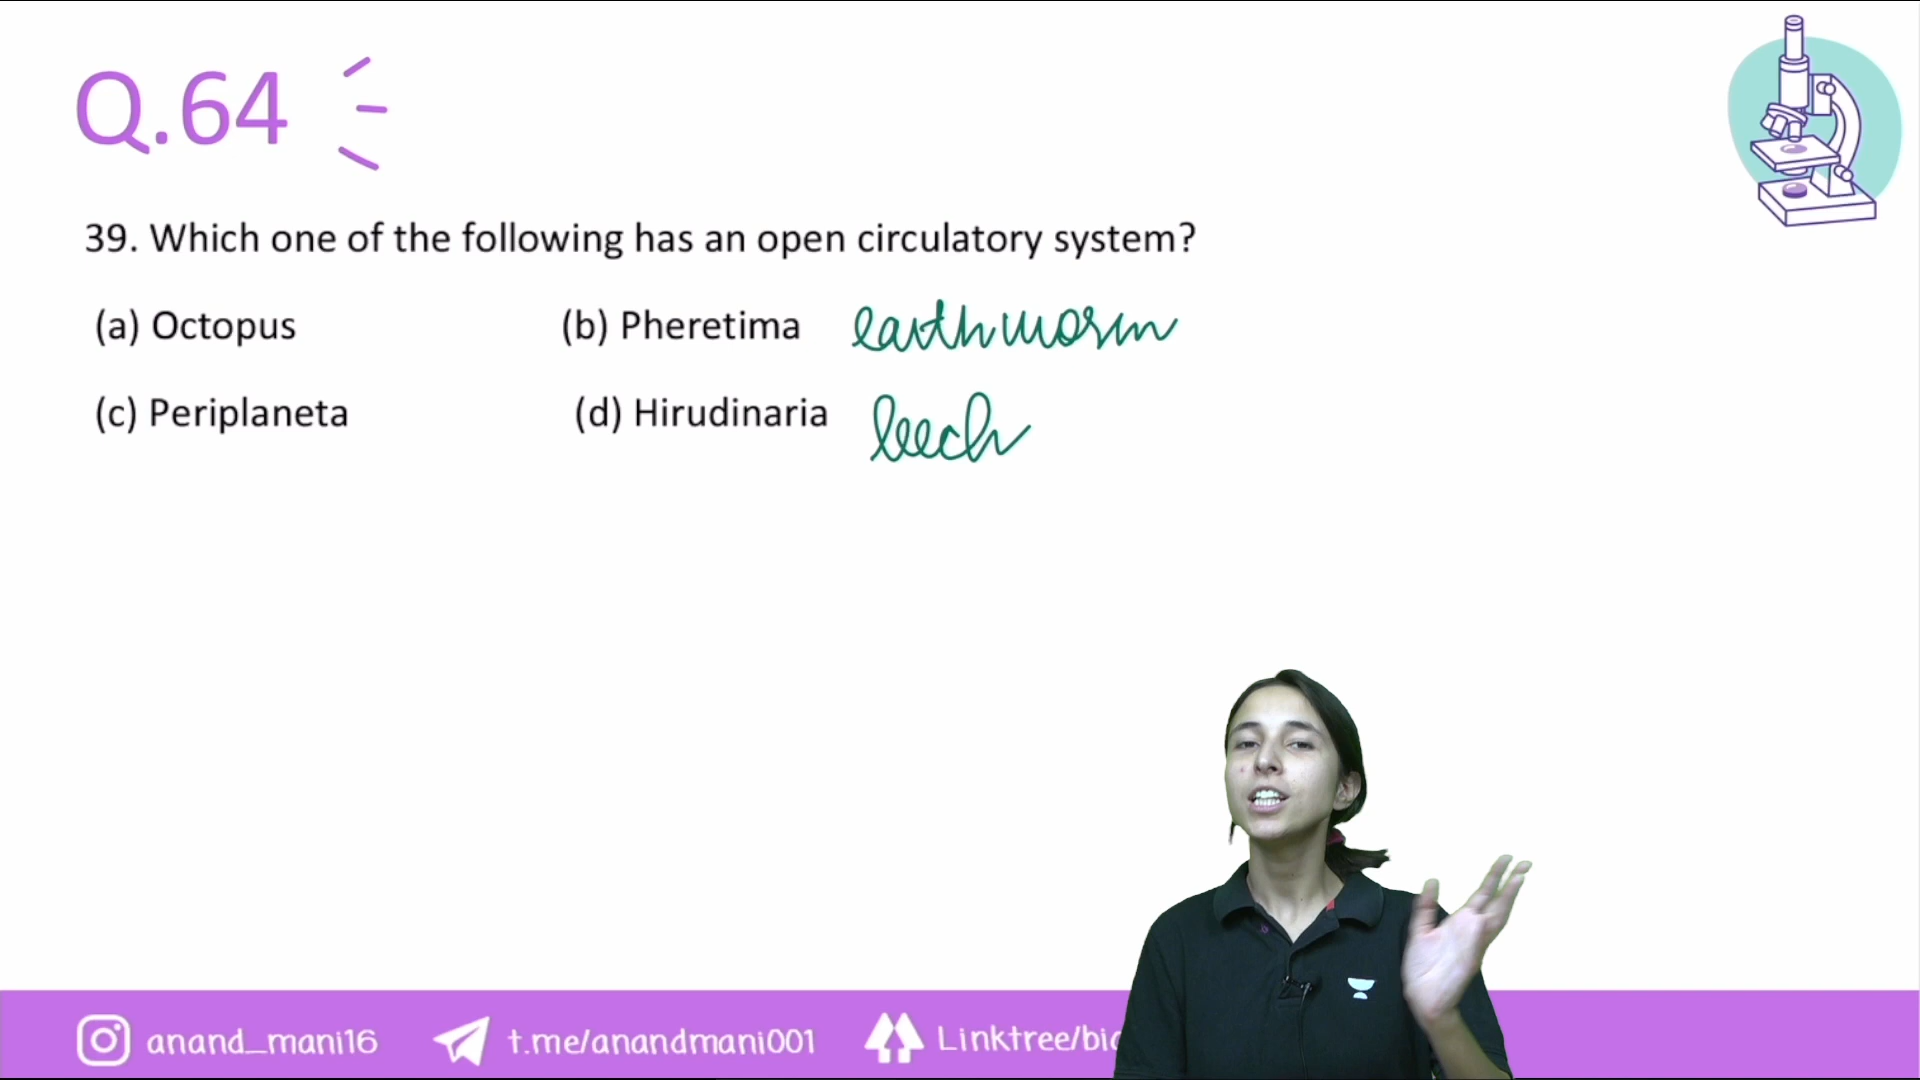 Q.64
39. Which one of the following has an open circulatory system?
(a) Octopus (b) Pheretima earthworm
(c) Periplaneta (d) Hirudinaria leech
anand_mani16 t.me/anandmani001 Linktree/bio